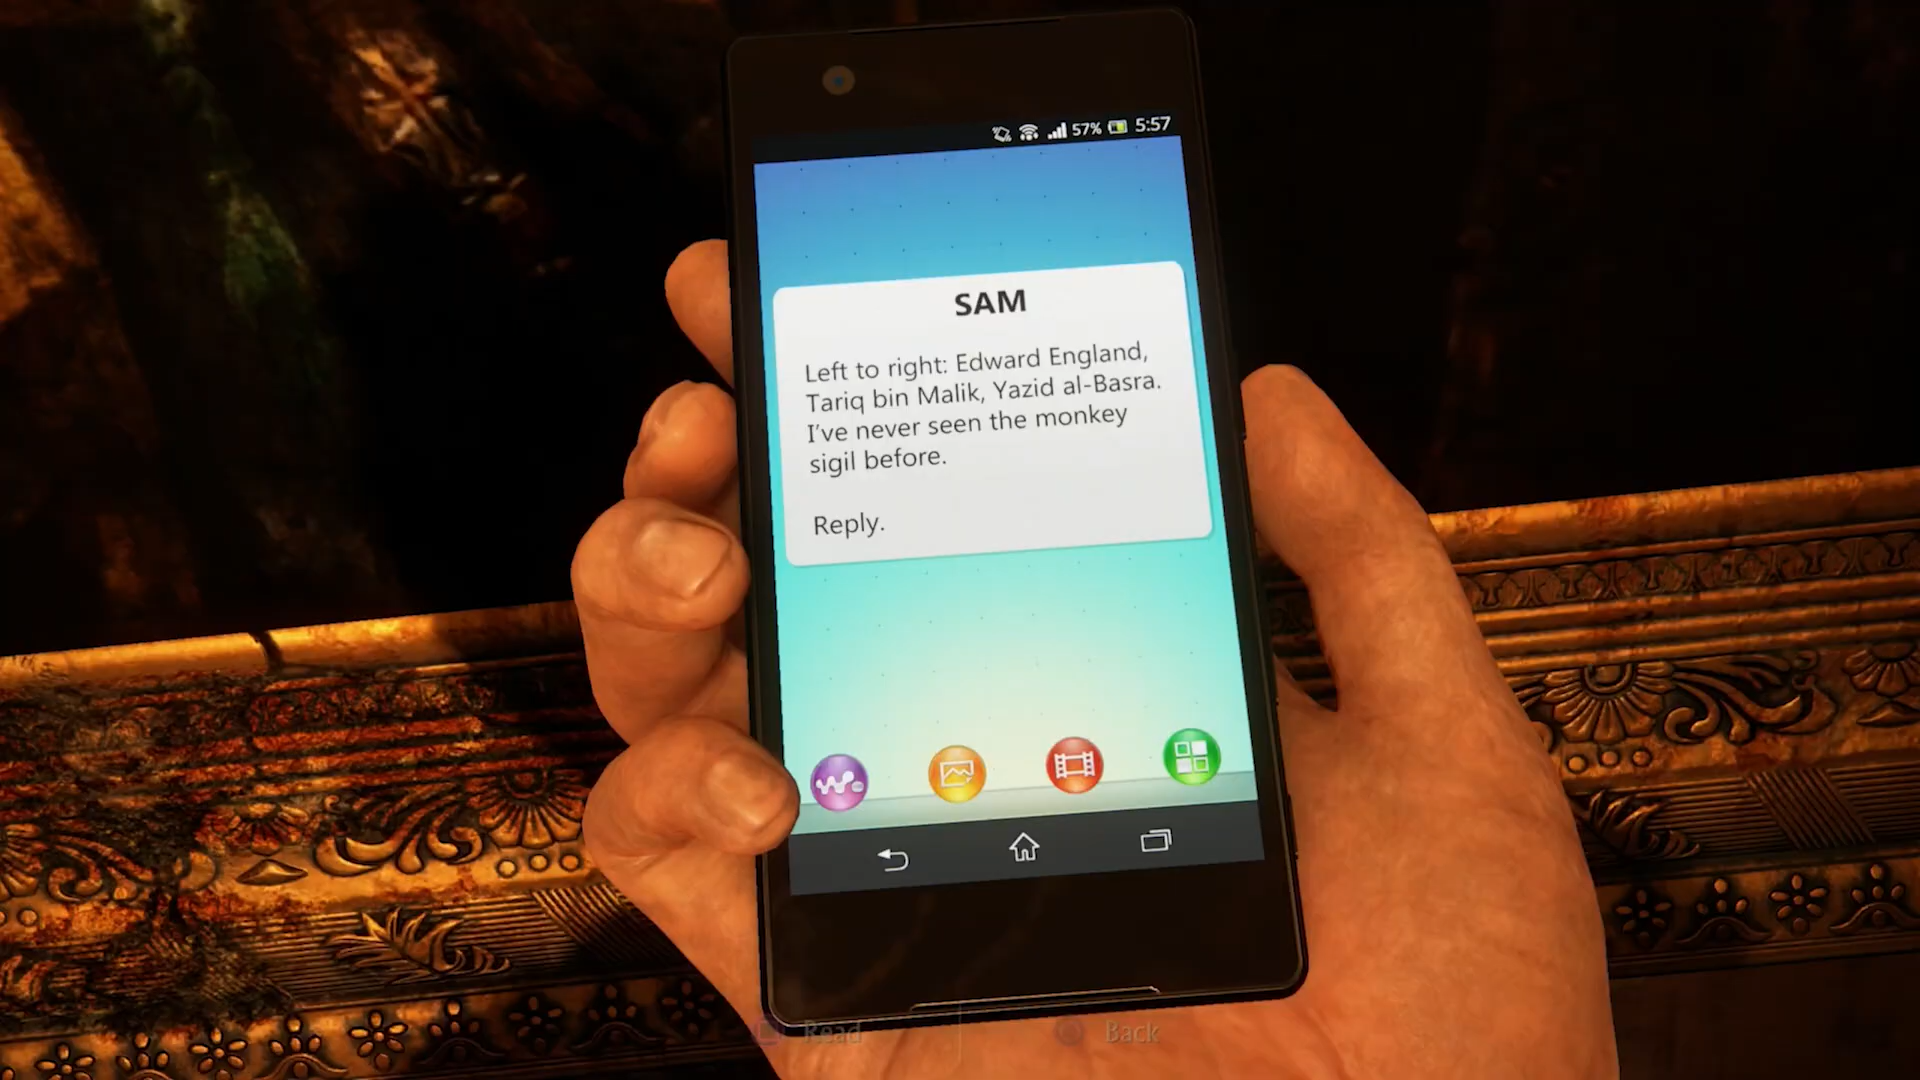 57% 5:57
SAM
Left to right: Edward England,
Tariq bin Malik, Yazid al-Basra.
I've never seen the monkey
sigil before.
Reply.
Read Back